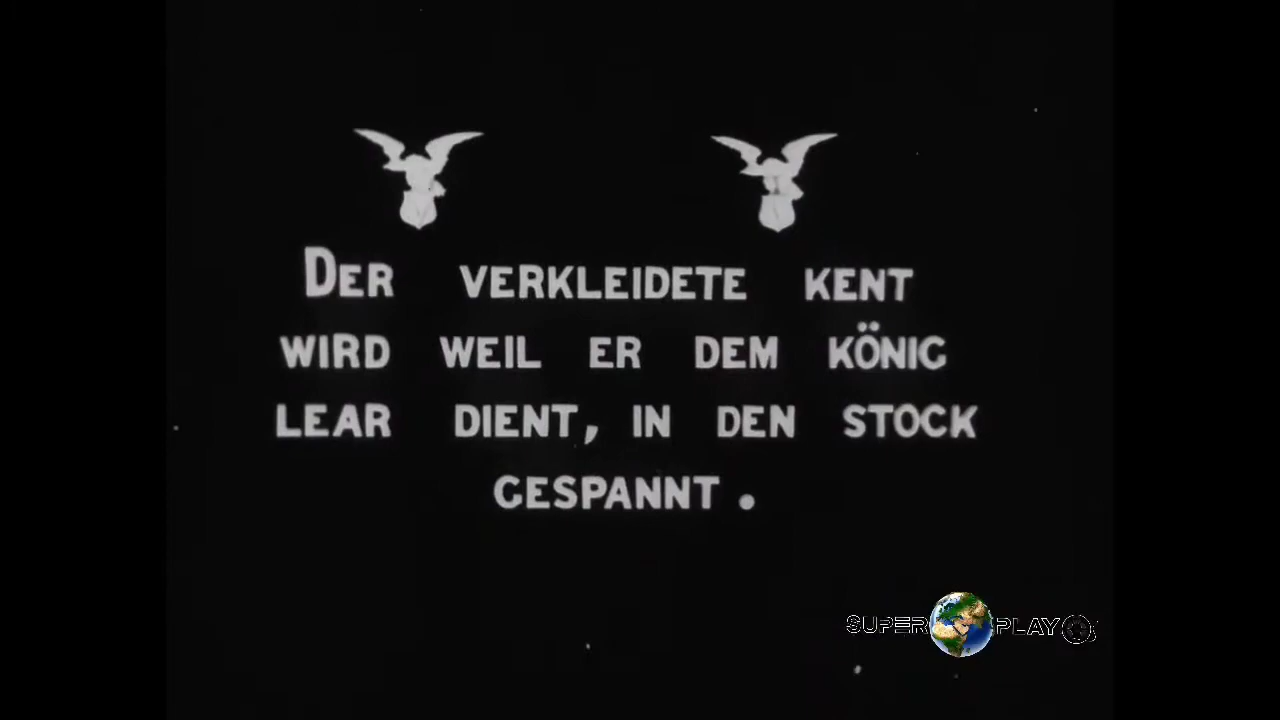 DER VERKLEIDETE KENT
WIRD WEIL ER DEM KÖNIG
LEAR DIENT, IN DEN STOCK
GESPANNT.
SUPER PLAY